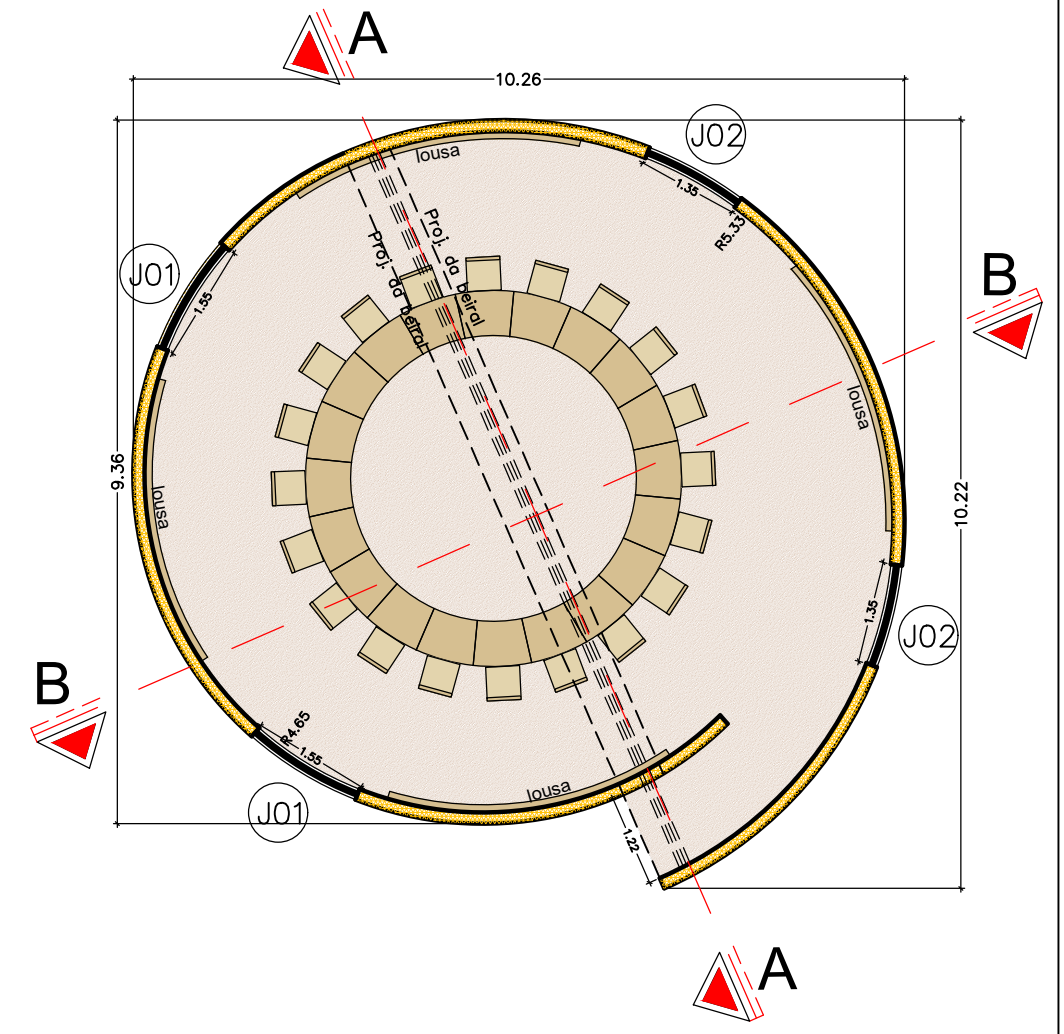 A
10.26
J02
lousa
1.35
R5.33
Proj. da beiral
Proj. da beiral
J01
1.55
B
lousa
9.36
lousa
10.22
1.35
J02
B
R4.65
1.55
J01
lousa
1.22
A